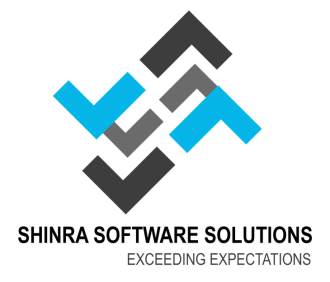 SHINRA SOFTWARE SOLUTIONS
EXCEEDING EXPECTATIONS